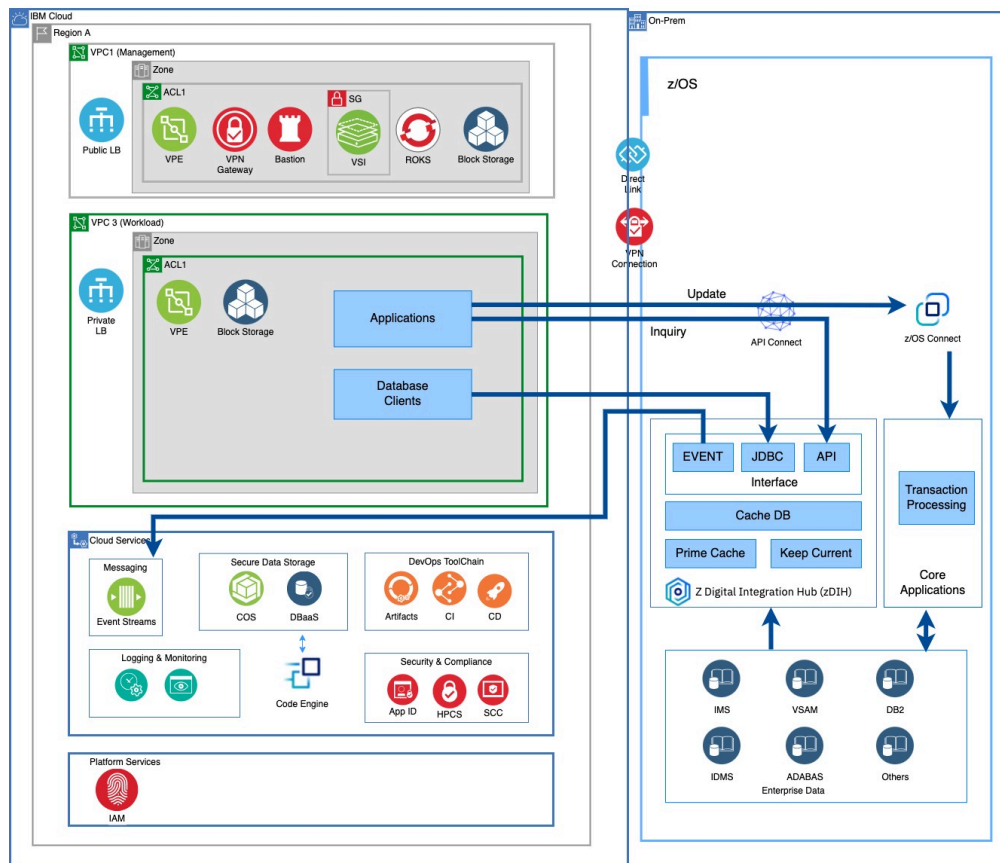 IBM Cloud
Region A
VPC1 (Management)
Zone
ACL1
SG
Public LB
VPE
VPN
Gateway
Bastion
VSI
ROKS
Block Storage
VPC 3 (Workload)
Zone
ACL1
Private
LB
VPE
Block Storage
Applications
Database
Clients
Cloud Services
Messaging
Event Streams
Secure Data Storage
COS
DBaaS
DevOps ToolChain
Artifacts
CI
CD
Logging & Monitoring
Code Engine
Security & Compliance
App ID
HPCS
SCC
Platform Services
IAM
On-Prem
z/OS
Direct
Link
VPN
Connection
Update
Inquiry
API Connect
z/OS Connect
EVENT
JDBC
API
Interface
Cache DB
Prime Cache
Keep Current
Z Digital Integration Hub (zDIH)
Transaction
Processing
Core
Applications
IMS
VSAM
DB2
IDMS
ADABAS
Others
Enterprise Data